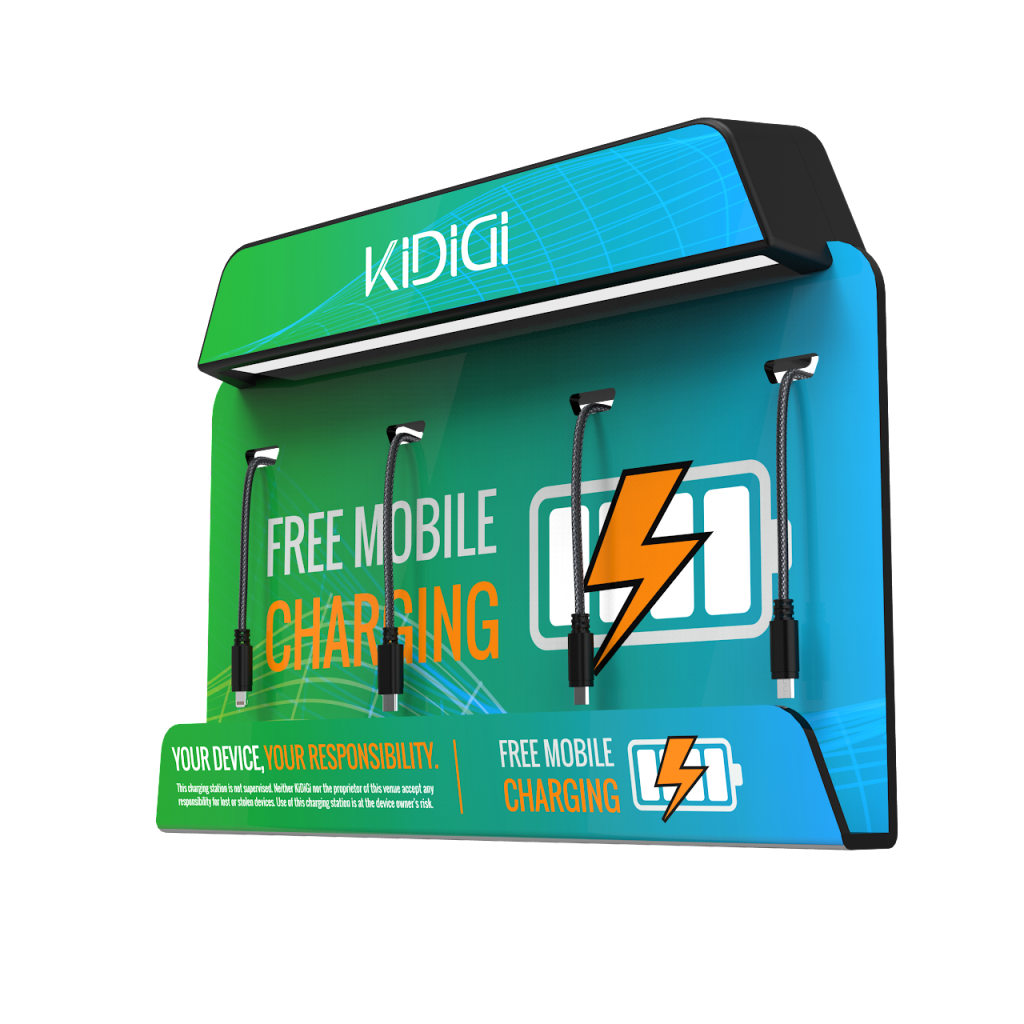 KiDiGi
FREE MOBILE
CHARGING
YOUR DEVICE, YOUR RESPONSIBILITY.
This charging station is not supervised. Neither KiDiGi nor the proprietor of this venue accept any
responsibility for lost or stolen devices. Use of this charging station is at the device owner's risk.
FREE MOBILE
CHARGING